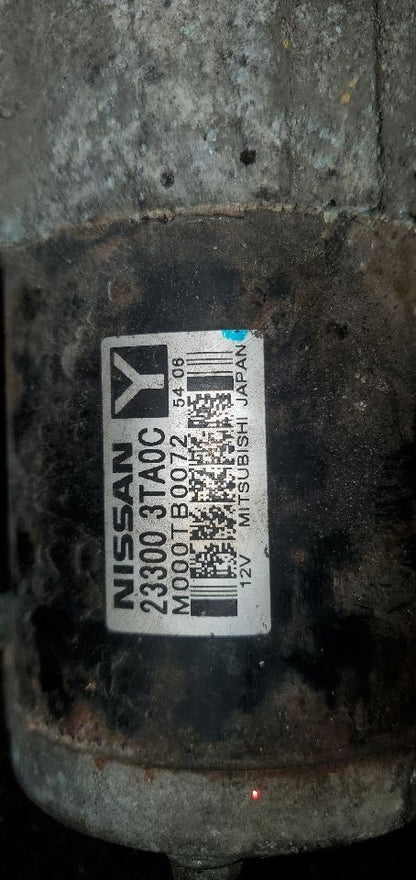 NISSAN Y
23300 3TA0C
M000TB0072 54 06
12V MITSUBISHI JAPAN